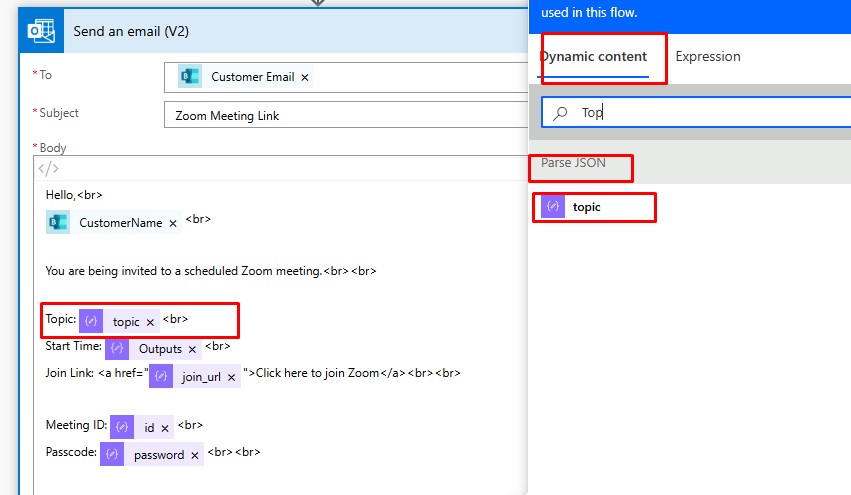 Send an email (V2)
* To
Customer Email ×
* Subject
Zoom Meeting Link
* Body
</>
Hello,<br>
CustomerName × <br>
You are being invited to a scheduled Zoom meeting.<br><br>
Topic: topic × <br>
Start Time: Outputs × <br>
Join Link: <a href=" join_url × ">Click here to join Zoom</a><br><br>
Meeting ID: id × <br>
Passcode: password × <br><br>
used in this flow.
Dynamic content Expression
Top
Parse JSON
topic